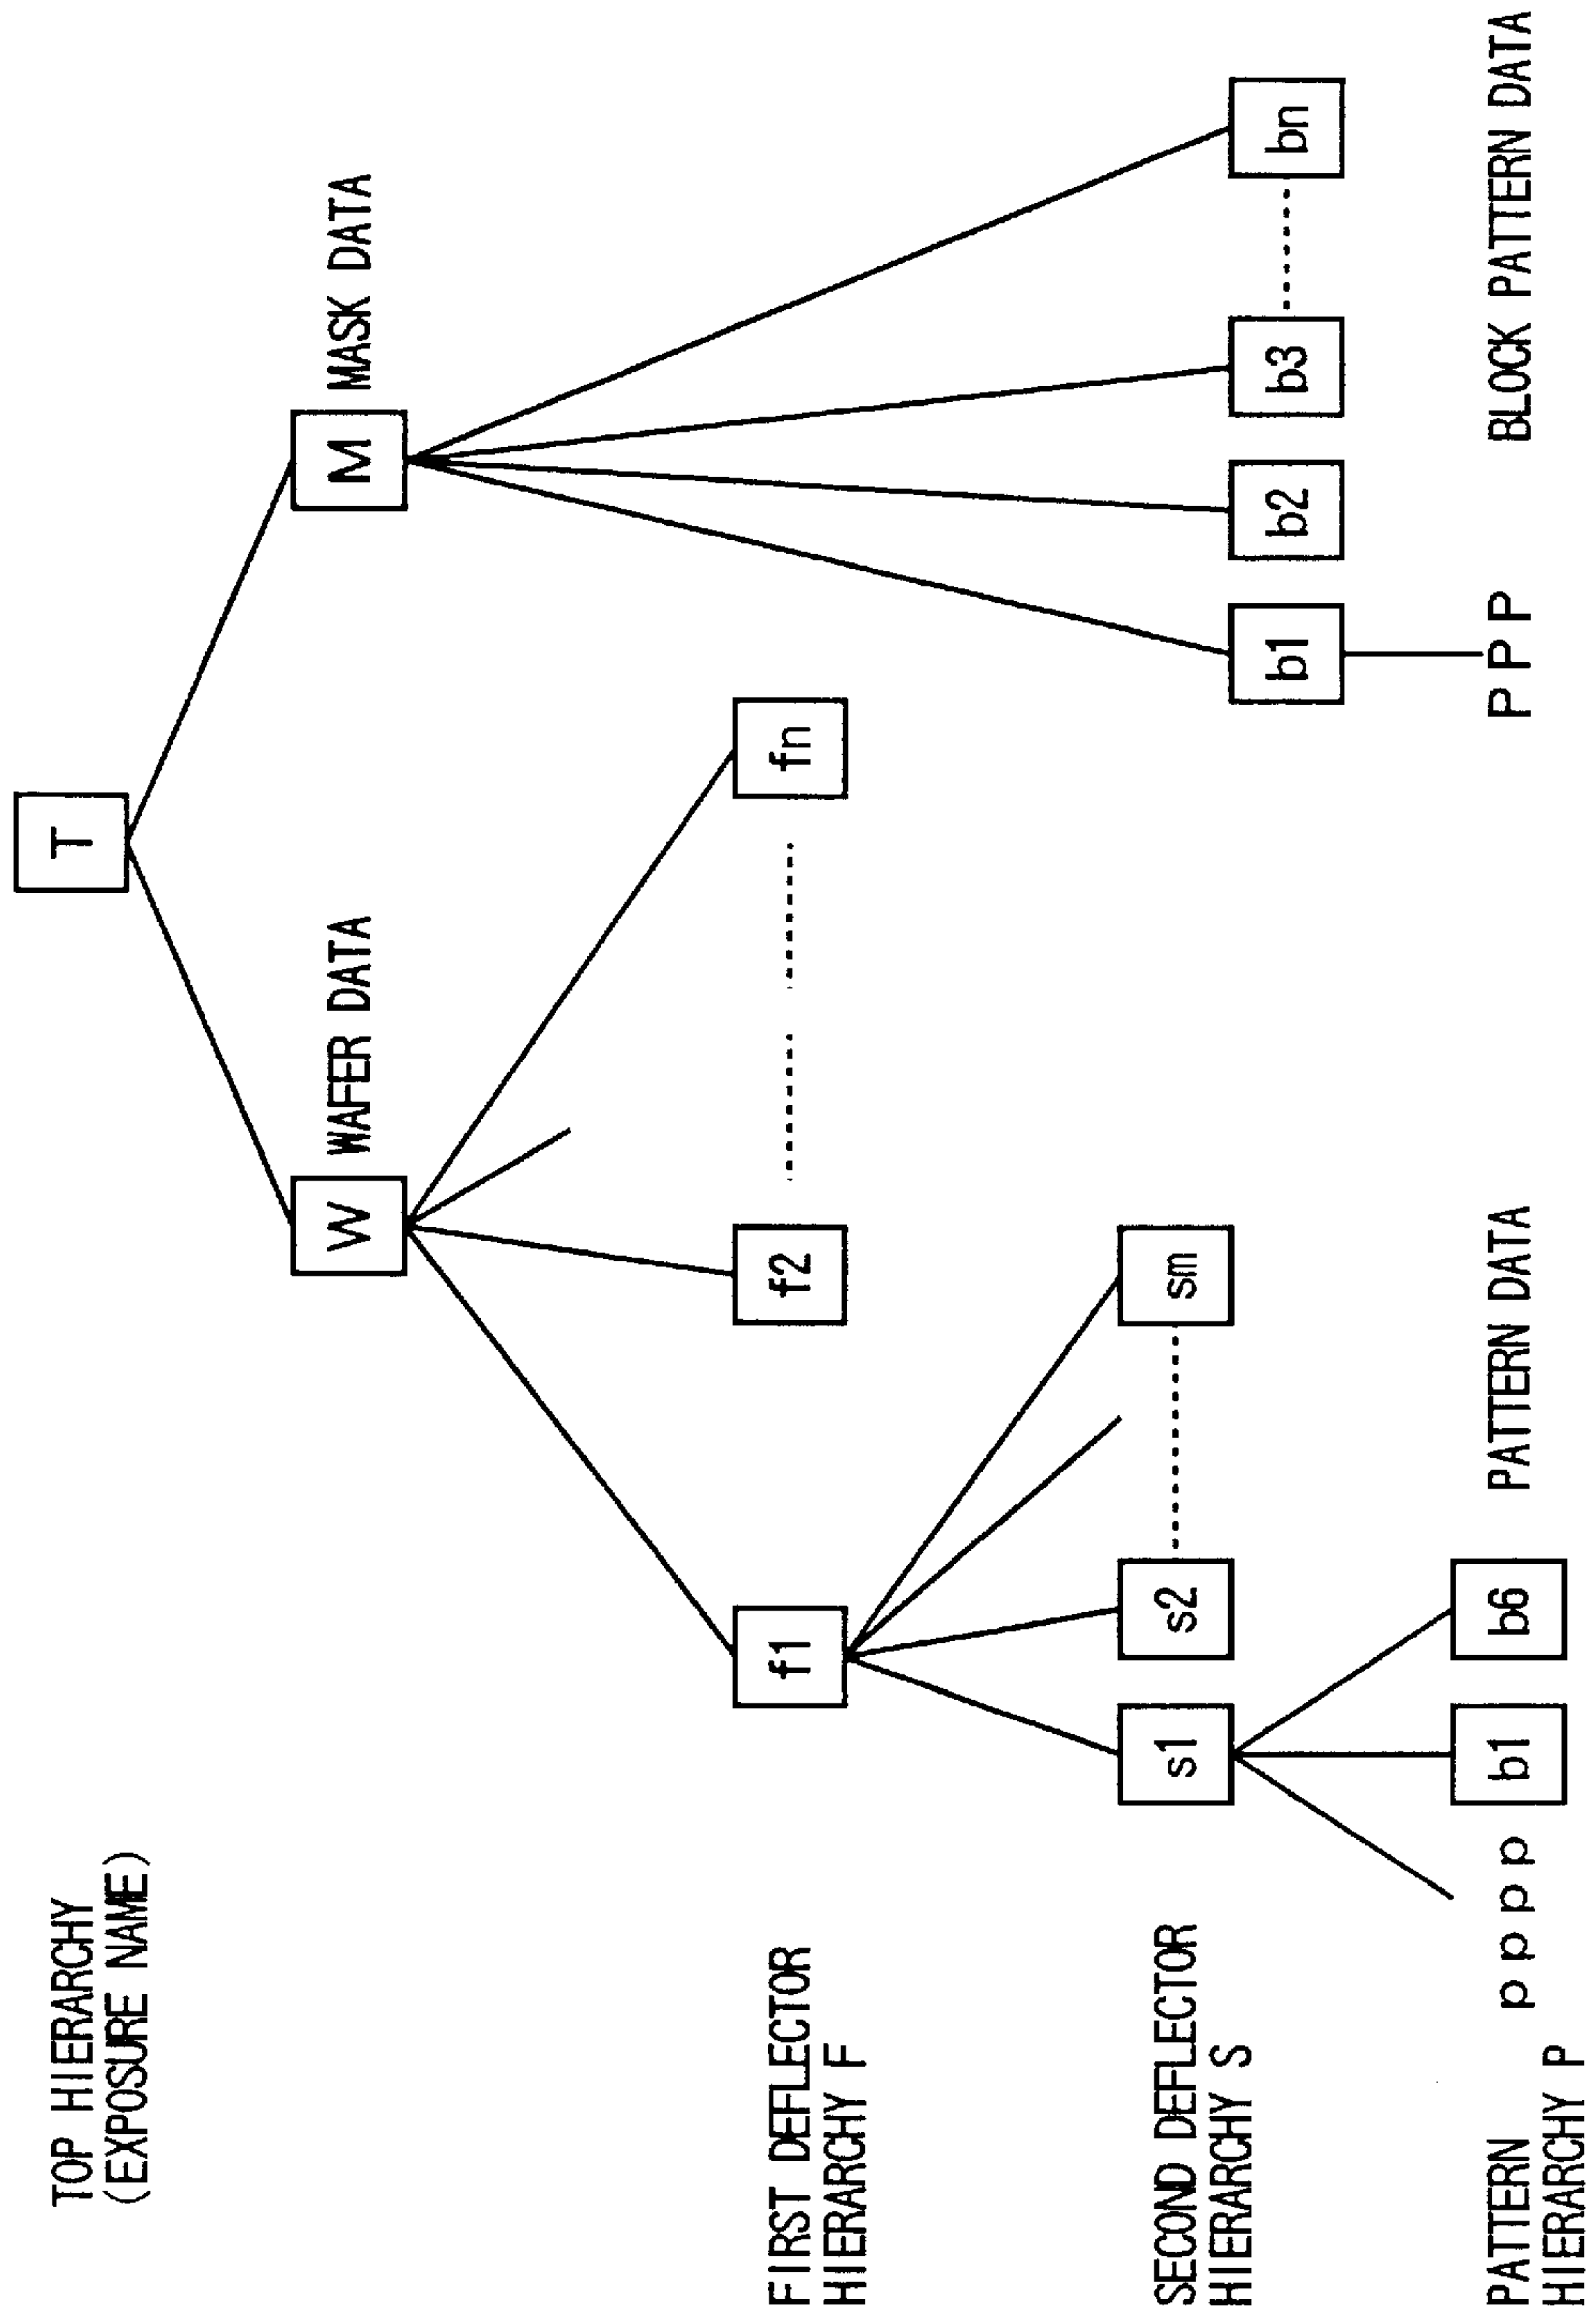 TOP HIERARCHY
(EXPOSURE NAME)
T
W
WAFER DATA
M
MASK DATA
FIRST DEFLECTOR
HIERARCHY F
f1
f2
fn
SECOND DEFLECTOR
HIERARCHY S
s1
s2
sm
b1
b2
b3
bn
PATTERN
HIERARCHY P
p p p p
b1
b6
PATTERN DATA
P P P
BLOCK PATTERN DATA